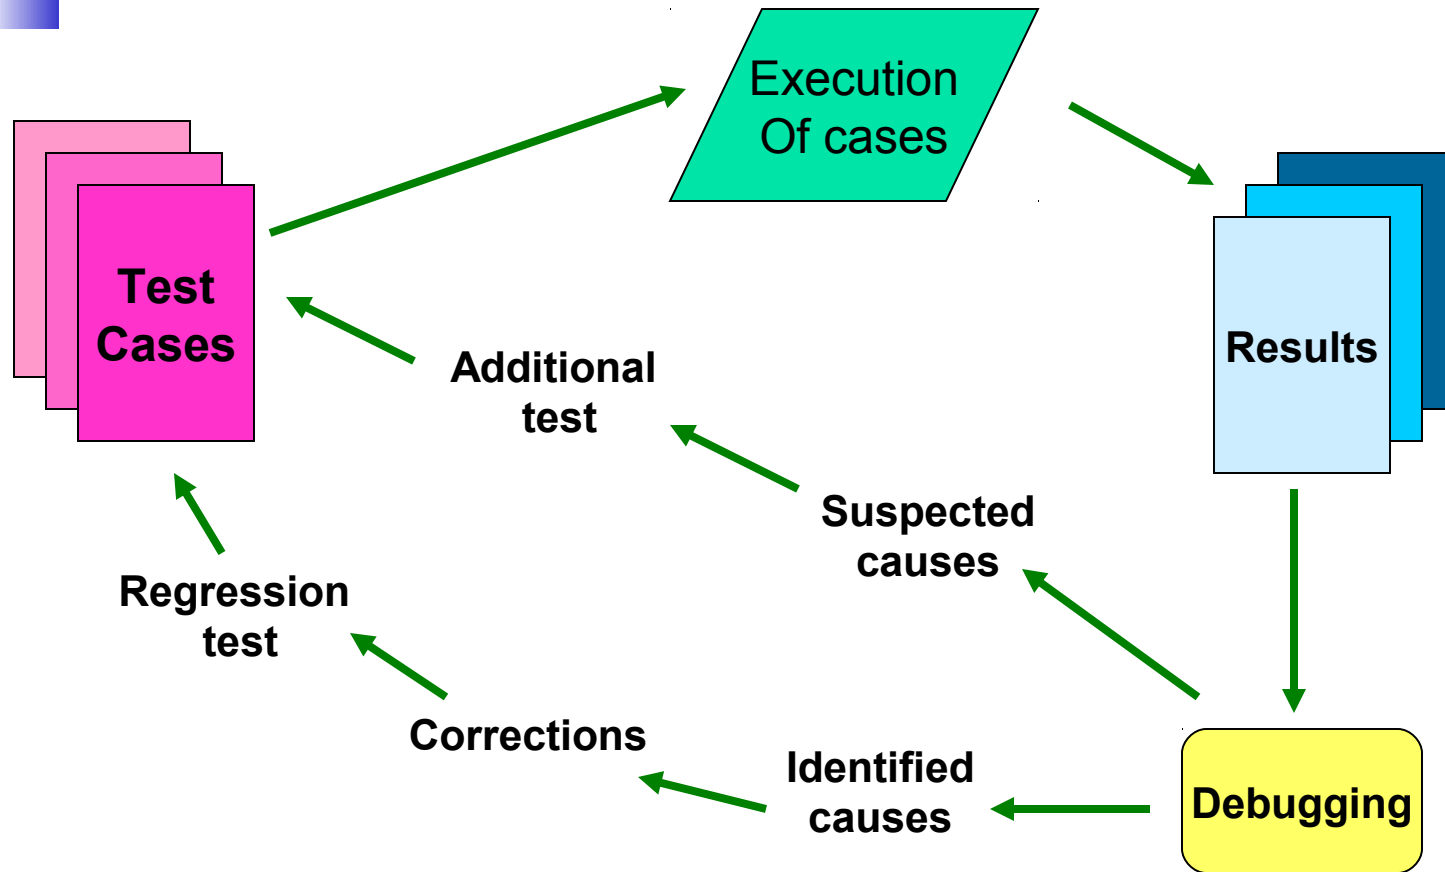 Execution
Of cases
Test
Cases
Results
Additional
test
Suspected
causes
Regression
test
Corrections
Identified
causes
Debugging